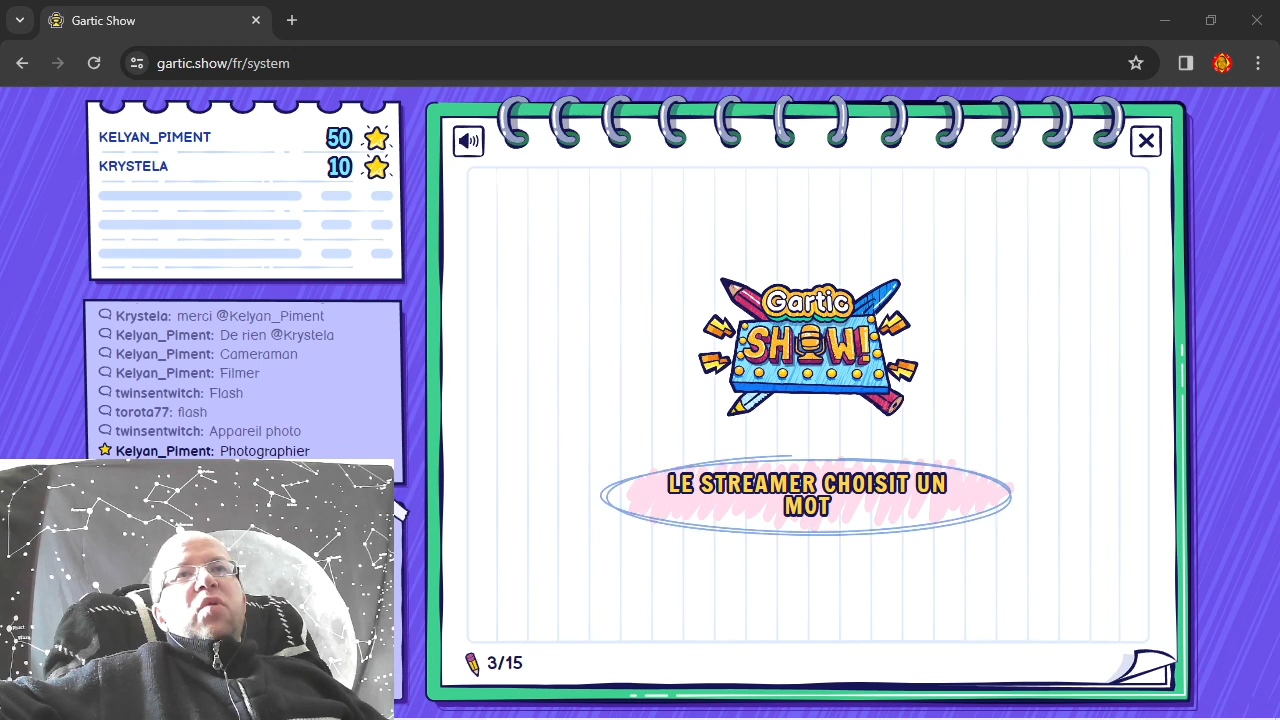 Gartic Show
gartic.show/fr/system
KELYAN_PIMENT 50
KRYSTELA 10
Krystela: merci @Kelyan_Piment
Kelyan_Piment: De rien @Krystela
Kelyan_Piment: Cameraman
Kelyan_Piment: Filmer
twinsentwitch: Flash
torota77: flash
twinsentwitch: Appareil photo
Kelyan_Piment: Photographier
Gartic
SHOW!
LE STREAMER CHOISIT UN
MOT
3/15